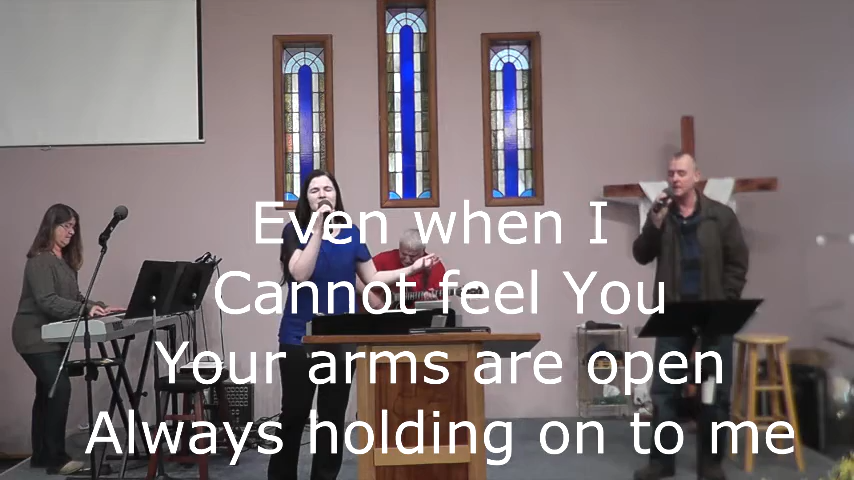 Even when I
Cannot feel You
Your arms are open
Always holding on to me